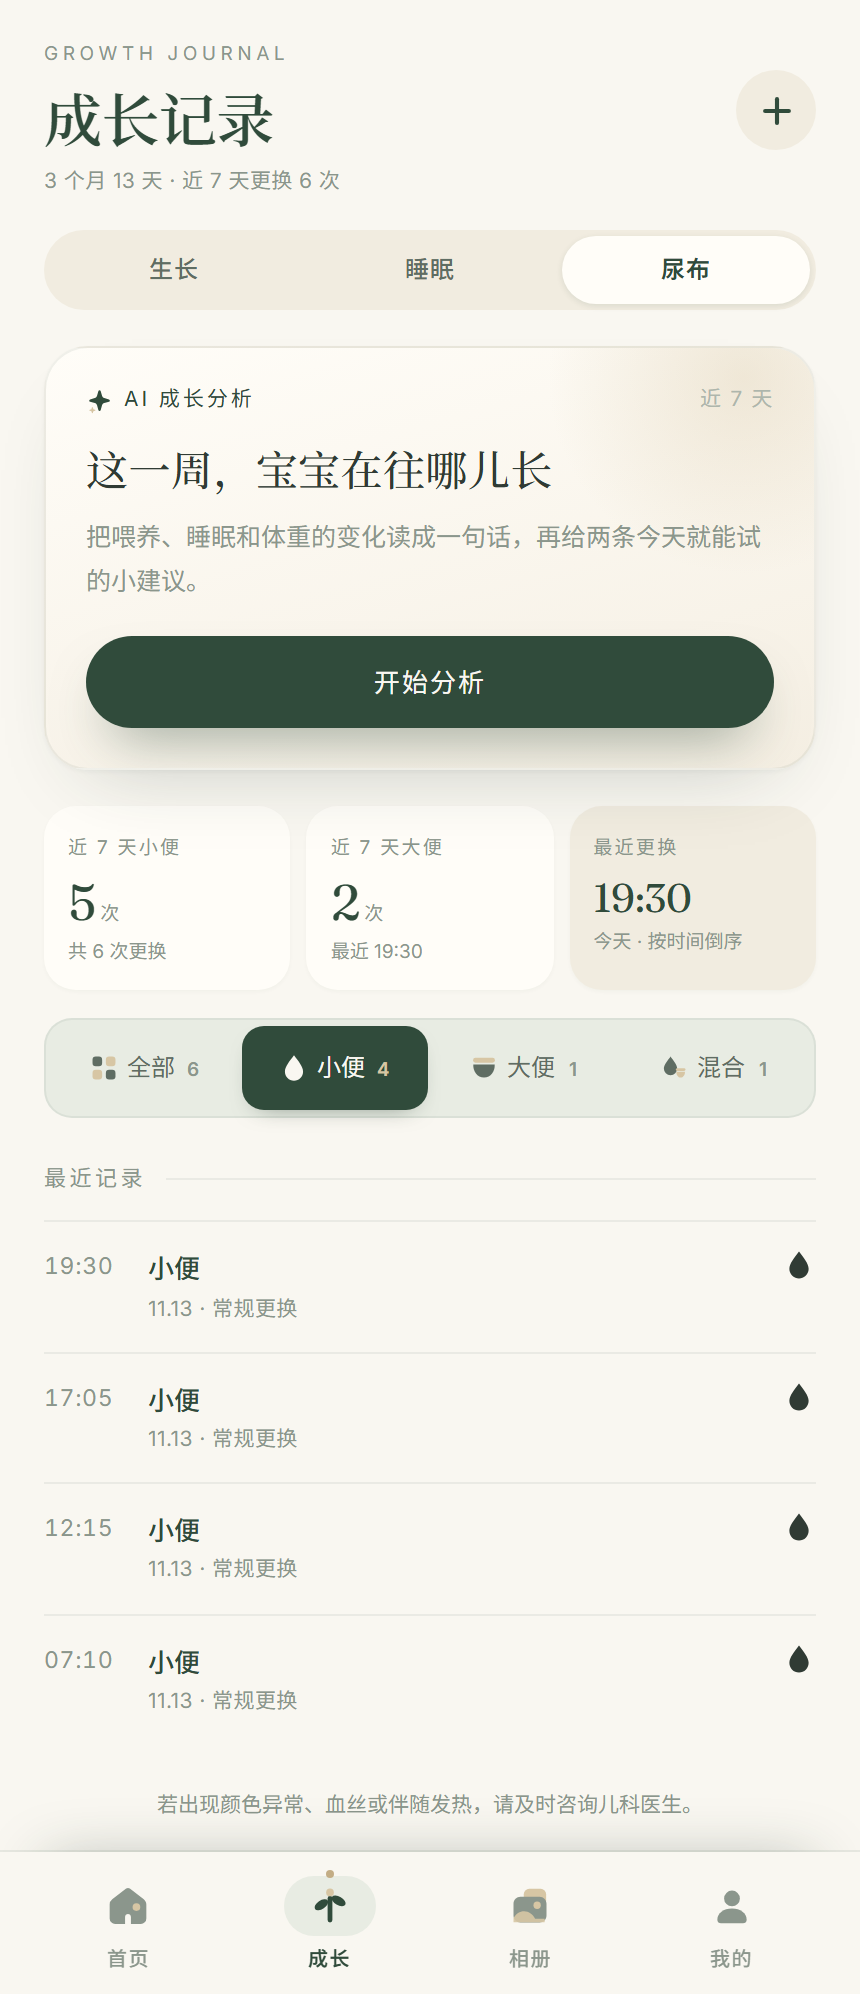 GROWTH JOURNAL
成长记录
3 个月 13 天 · 近 7 天更换 6 次
生长
睡眠
尿布
AI 成长分析
近 7 天
这一周，宝宝在往哪儿长
把喂养、睡眠和体重的变化读成一句话，再给两条今天就能试
的小建议。
开始分析
近 7 天小便
5 次
共 6 次更换
近 7 天大便
2 次
最近 19:30
最近更换
19:30
今天 · 按时间倒序
全部 6
小便 4
大便 1
混合 1
最近记录
19:30
小便
11.13 · 常规更换
17:05
小便
11.13 · 常规更换
12:15
小便
11.13 · 常规更换
07:10
小便
11.13 · 常规更换
若出现颜色异常、血丝或伴随发热，请及时咨询儿科医生。
首页
成长
相册
我的